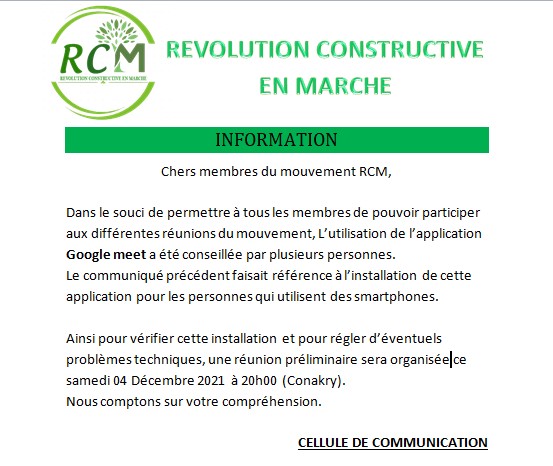 RCM
REVOLUTION CONSTRUCTIVE EN MARCHE
REVOLUTION CONSTRUCTIVE
EN MARCHE
INFORMATION
Chers membres du mouvement RCM,
Dans le souci de permettre à tous les membres de pouvoir participer
aux différentes réunions du mouvement, L'utilisation de l'application
Google meet a été conseillée par plusieurs personnes.
Le communiqué précédent faisait référence à l'installation de cette
application pour les personnes qui utilisent des smartphones.
Ainsi pour vérifier cette installation et pour régler d'éventuels
problèmes techniques, une réunion préliminaire sera organisée ce
samedi 04 Décembre 2021 à 20h00 (Conakry).
Nous comptons sur votre compréhension.
CELLULE DE COMMUNICATION